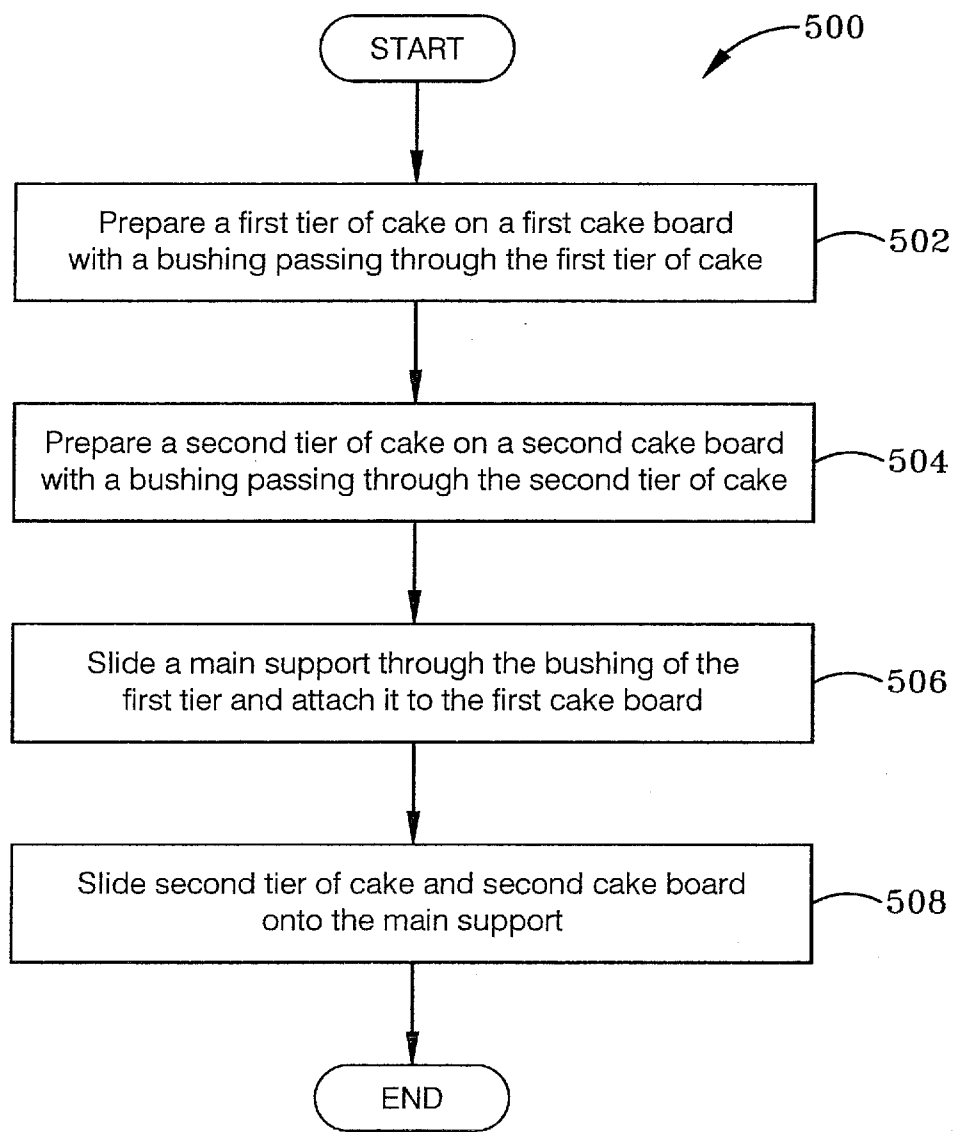 START
500
Prepare a first tier of cake on a first cake board
with a bushing passing through the first tier of cake
502
Prepare a second tier of cake on a second cake board
with a bushing passing through the second tier of cake
504
Slide a main support through the bushing of the
first tier and attach it to the first cake board
506
Slide second tier of cake and second cake board
onto the main support
508
END